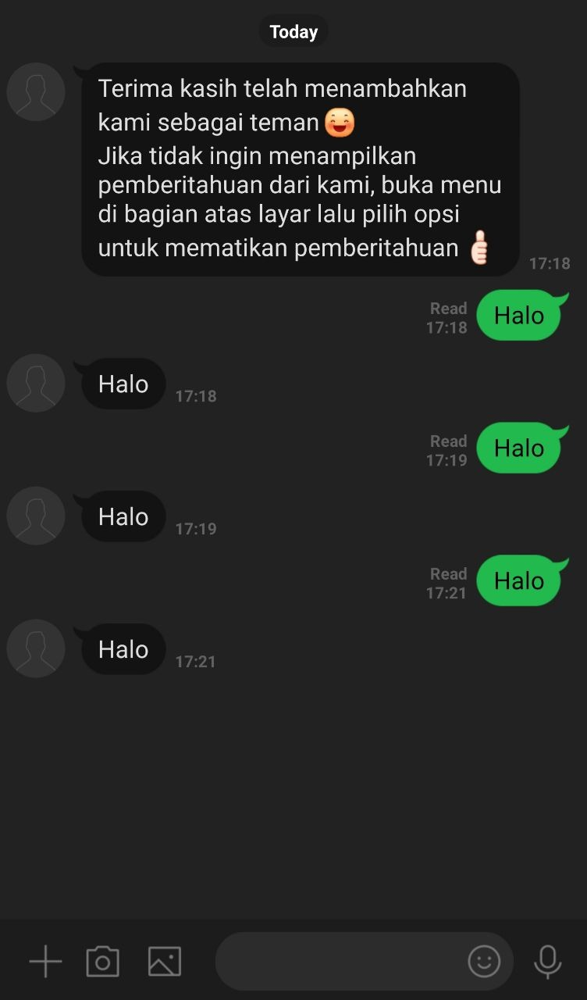 Today
Terima kasih telah menambahkan
kami sebagai teman
Jika tidak ingin menampilkan
pemberitahuan dari kami, buka menu
di bagian atas layar lalu pilih opsi
untuk mematikan pemberitahuan
17:18
Read
17:18
Halo
Halo
17:18
Read
17:19
Halo
Halo
17:19
Read
17:21
Halo
Halo
17:21